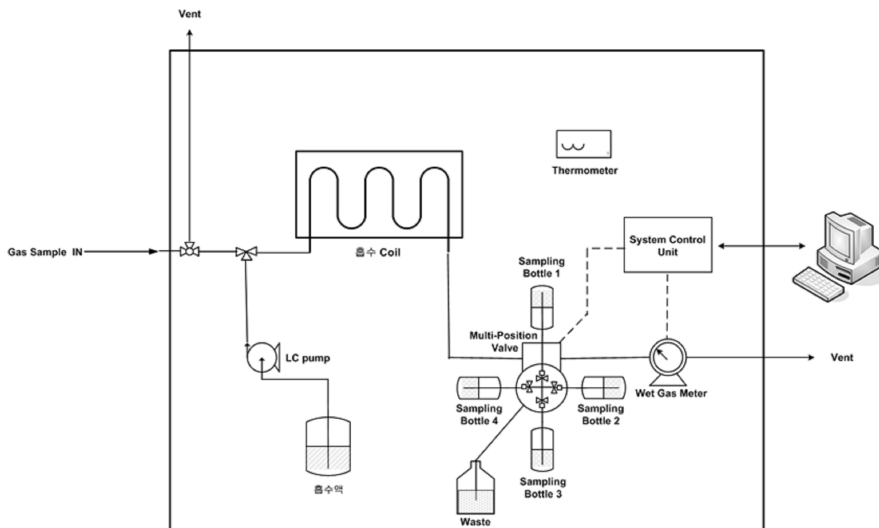 Vent
Thermometer
Gas Sample IN
흡수 Coil
System Control
Unit
Sampling
Bottle 1
Multi-Position
Valve
LC pump
Vent
Wet Gas Meter
Sampling
Bottle 4
Sampling
Bottle 2
흡수액
Sampling
Bottle 3
Waste